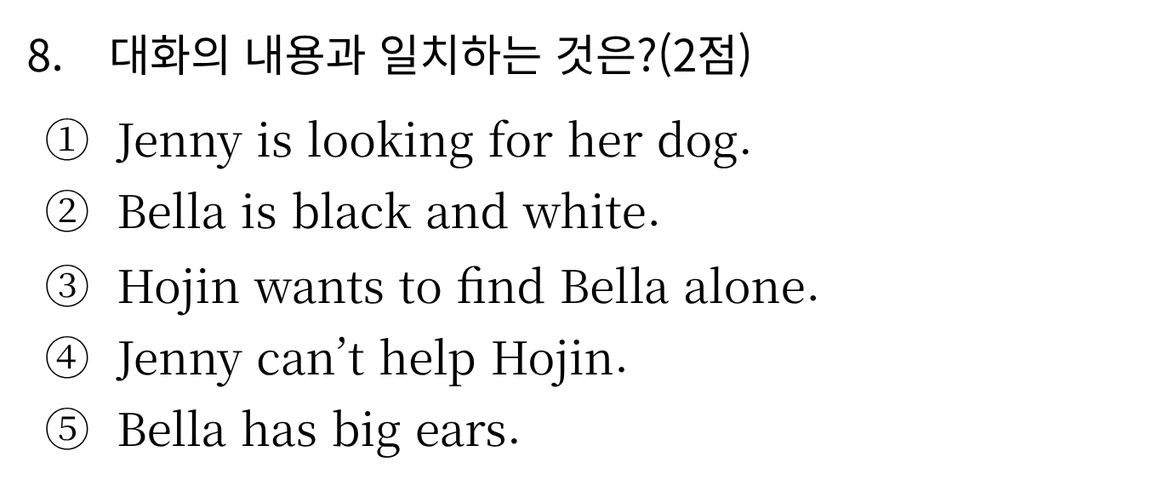 8. 대화의 내용과 일치하는 것은?(2점)
① Jenny is looking for her dog.
② Bella is black and white.
③ Hojin wants to find Bella alone.
④ Jenny can’t help Hojin.
⑤ Bella has big ears.